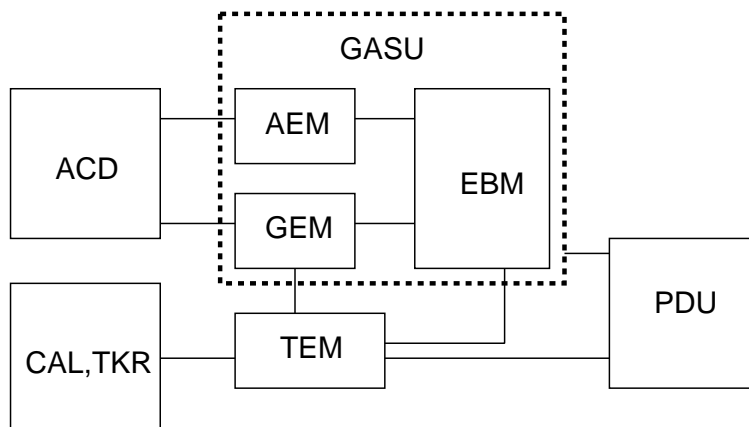 GASU
AEM
ACD
EBM
GEM
PDU
TEM
CAL,TKR